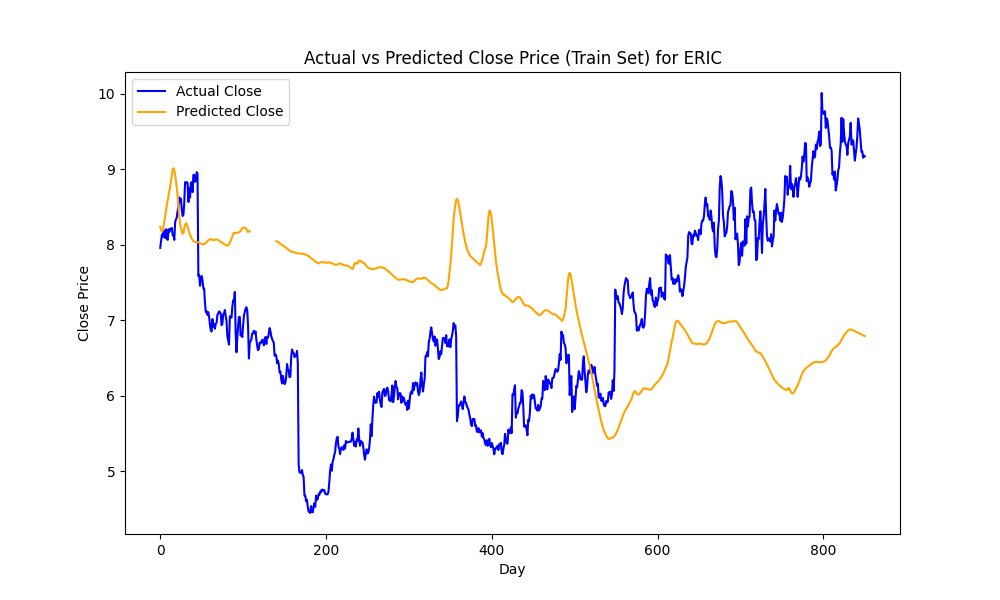 Actual vs Predicted Close Price (Train Set) for ERIC
Actual Close
Predicted Close
Close Price
10
9
8
7
6
5
0 200 400 600 800
Day